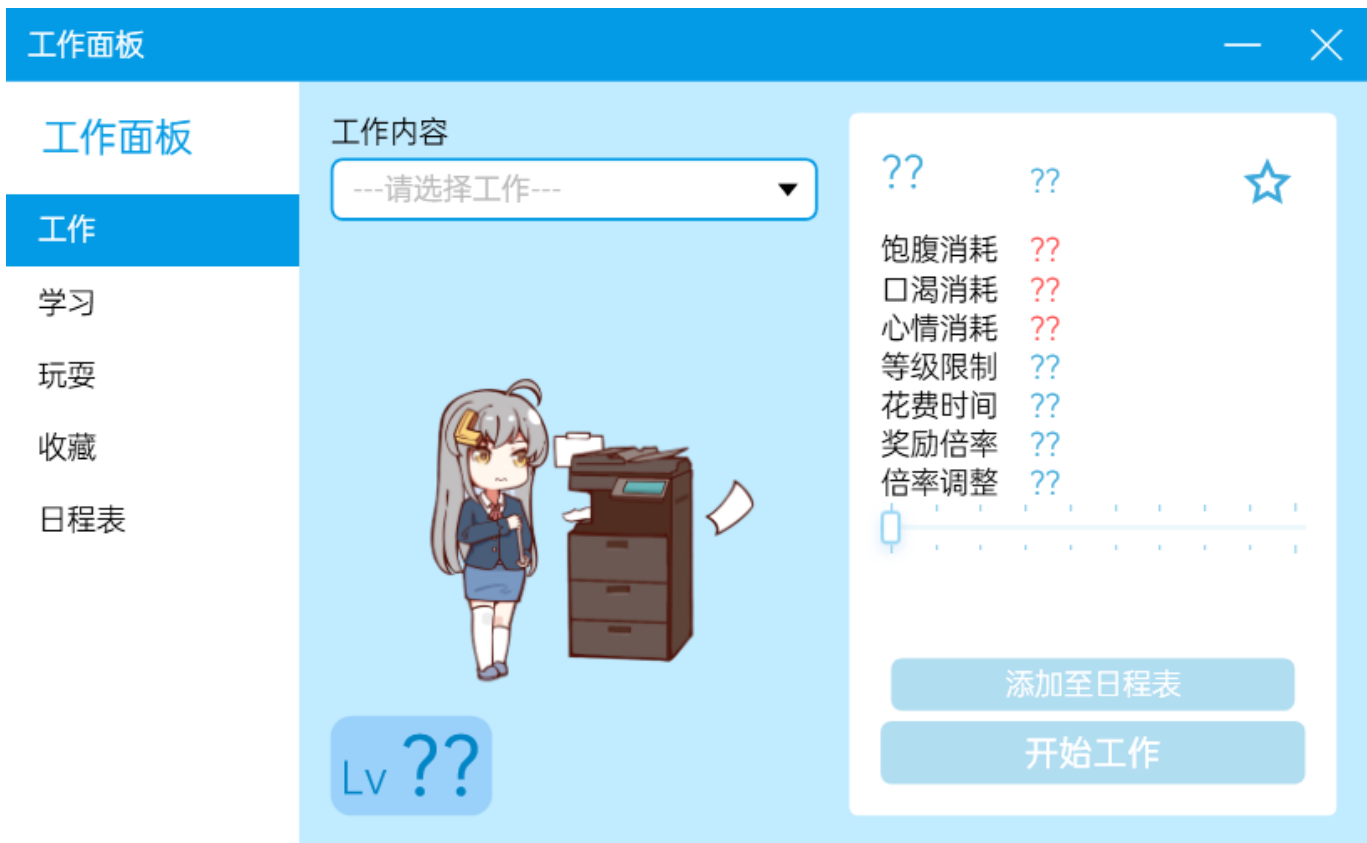 工作面板
工作面板
工作
学习
玩耍
收藏
日程表
工作内容
---请选择工作---
Lv ??
?? ??
饱腹消耗 ??
口渴消耗 ??
心情消耗 ??
等级限制 ??
花费时间 ??
奖励倍率 ??
倍率调整 ??
添加至日程表
开始工作